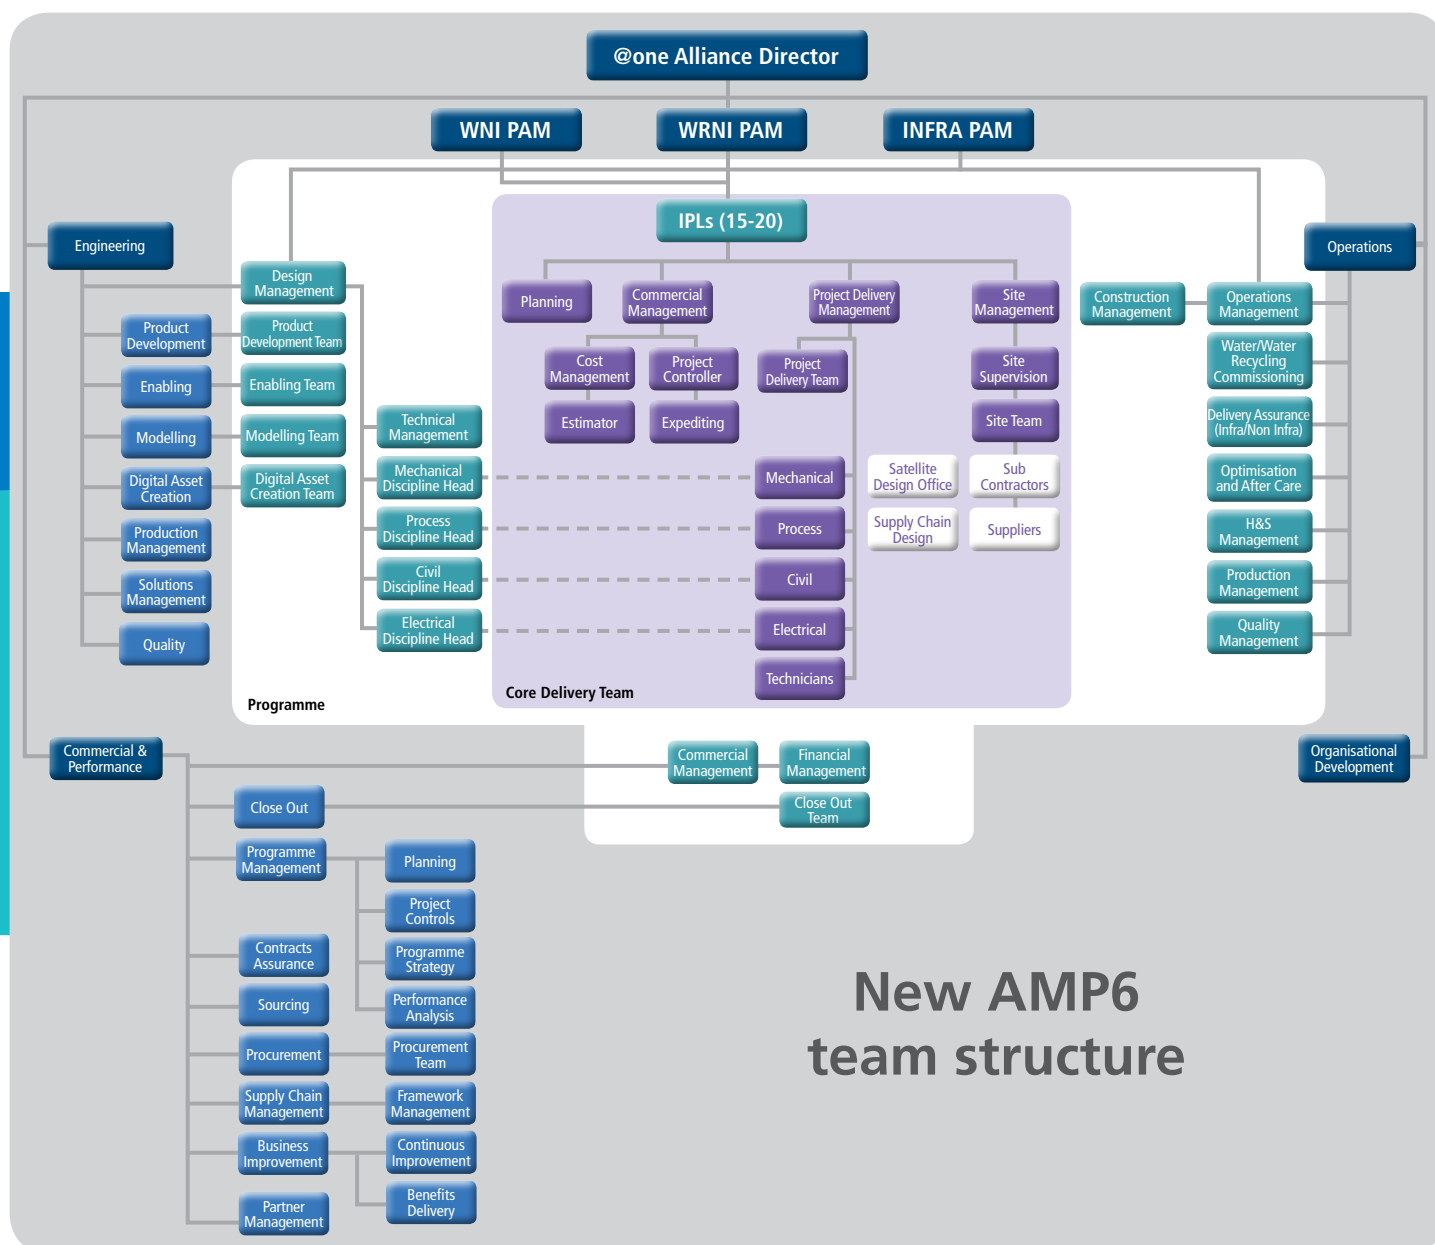 @one Alliance Director
WNI PAM
WRNI PAM
INFRA PAM
IPLs (15-20)
Engineering
Operations
Design
Management
Product
Development
Product
Development Team
Enabling
Enabling Team
Modelling
Modelling Team
Digital Asset
Creation
Digital Asset
Creation Team
Production
Management
Solutions
Management
Quality
Technical
Management
Mechanical
Discipline Head
Process
Discipline Head
Civil
Discipline Head
Electrical
Discipline Head
Programme
Planning
Commercial
Management
Project Delivery
Management
Site
Management
Cost
Management
Project
Controller
Project
Delivery Team
Site
Supervision
Estimator
Expediting
Site Team
Mechanical
Satellite
Design Office
Sub
Contractors
Process
Supply Chain
Design
Suppliers
Civil
Electrical
Technicians
Core Delivery Team
Construction
Management
Operations
Management
Water/Water
Recycling
Commissioning
Delivery Assurance
(Infra/Non Infra)
Optimisation
and After Care
H&S
Management
Production
Management
Quality
Management
Commercial &
Performance
Commercial
Management
Financial
Management
Organisational
Development
Close Out
Close Out
Team
Programme
Management
Planning
Project
Controls
Contracts
Assurance
Programme
Strategy
Sourcing
Performance
Analysis
Procurement
Procurement
Team
Supply Chain
Management
Framework
Management
Business
Improvement
Continuous
Improvement
Partner
Management
Benefits
Delivery
New AMP6
team structure